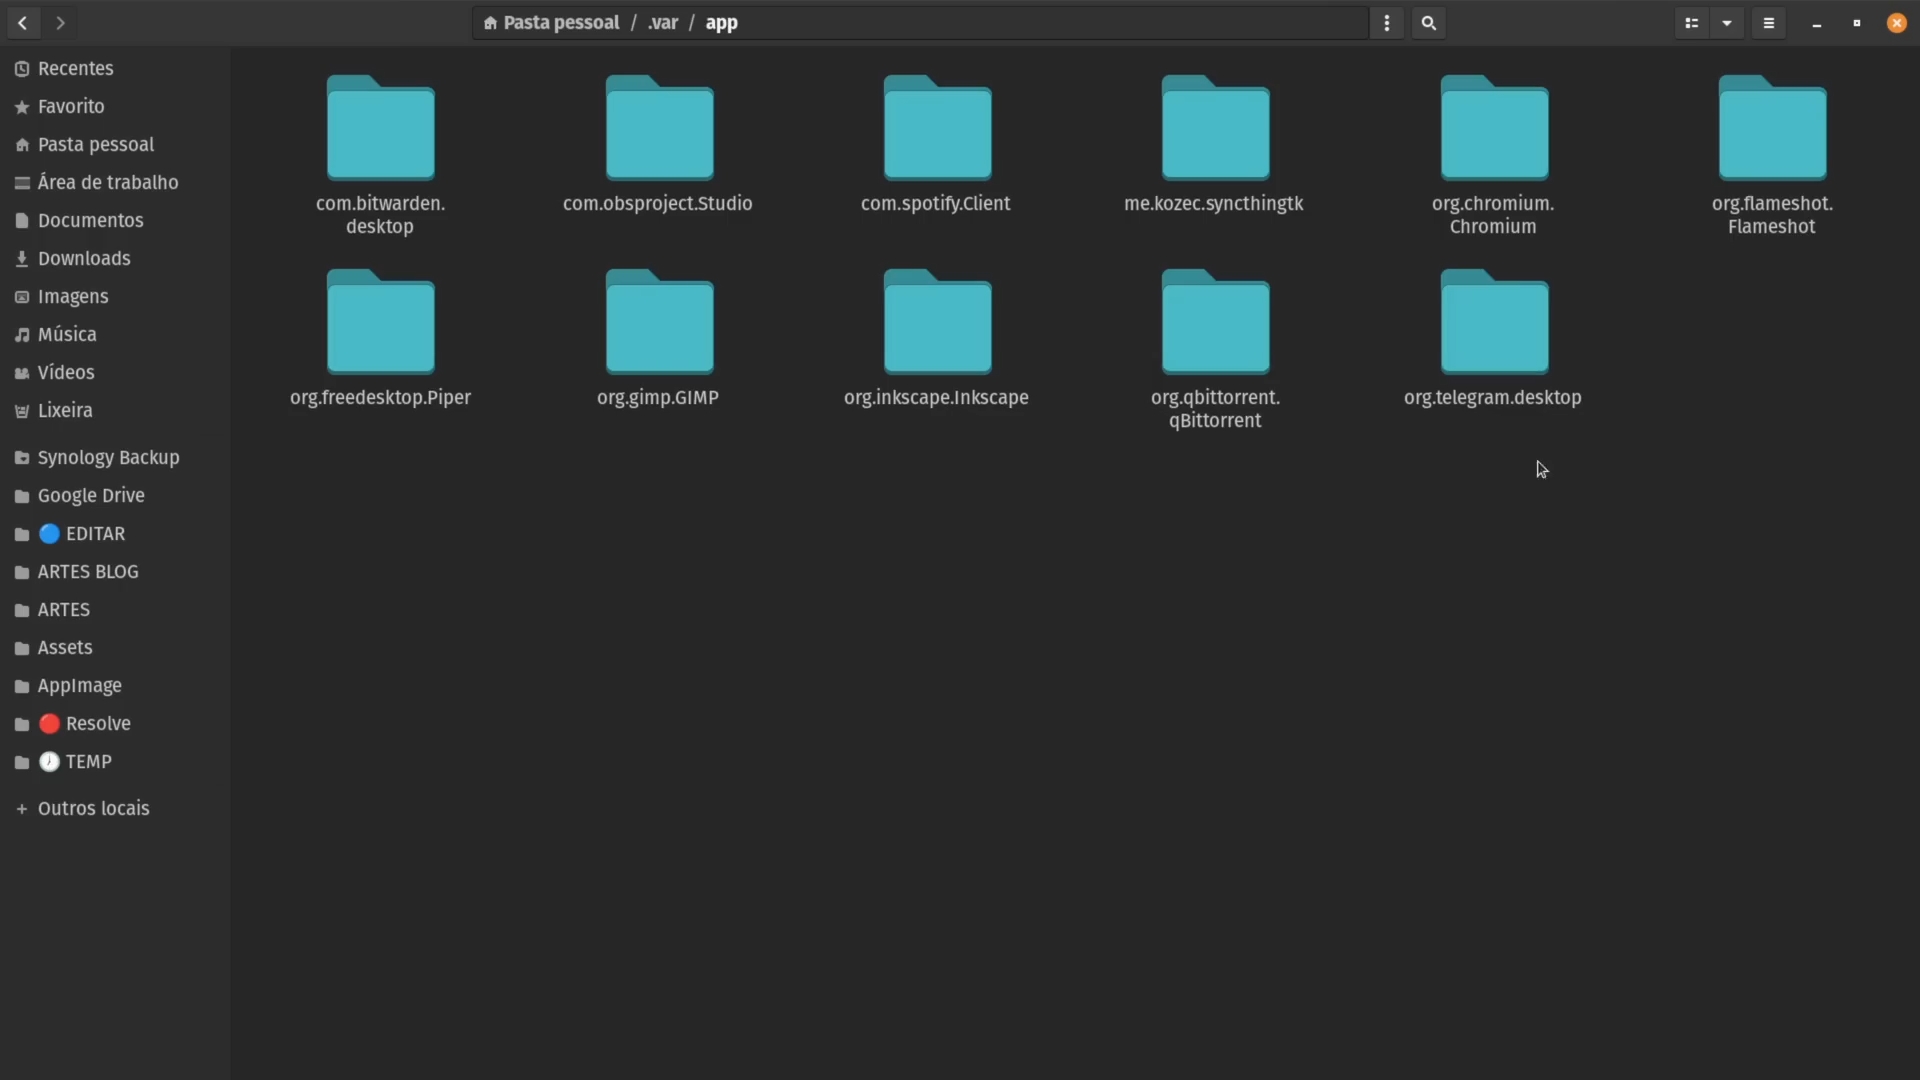 Pasta pessoal / .var / app
Recentes
Favorito
Pasta pessoal
Área de trabalho
Documentos
Downloads
Imagens
Música
Vídeos
Lixeira
Synology Backup
Google Drive
EDITAR
ARTES BLOG
ARTES
Assets
AppImage
Resolve
TEMP
Outros locais
com.bitwarden.
desktop
com.obsproject.Studio
com.spotify.Client
me.kozec.syncthingtk
org.chromium.
Chromium
org.flameshot.
Flameshot
org.freedesktop.Piper
org.gimp.GIMP
org.inkscape.Inkscape
org.qbittorrent.
qBittorrent
org.telegram.desktop